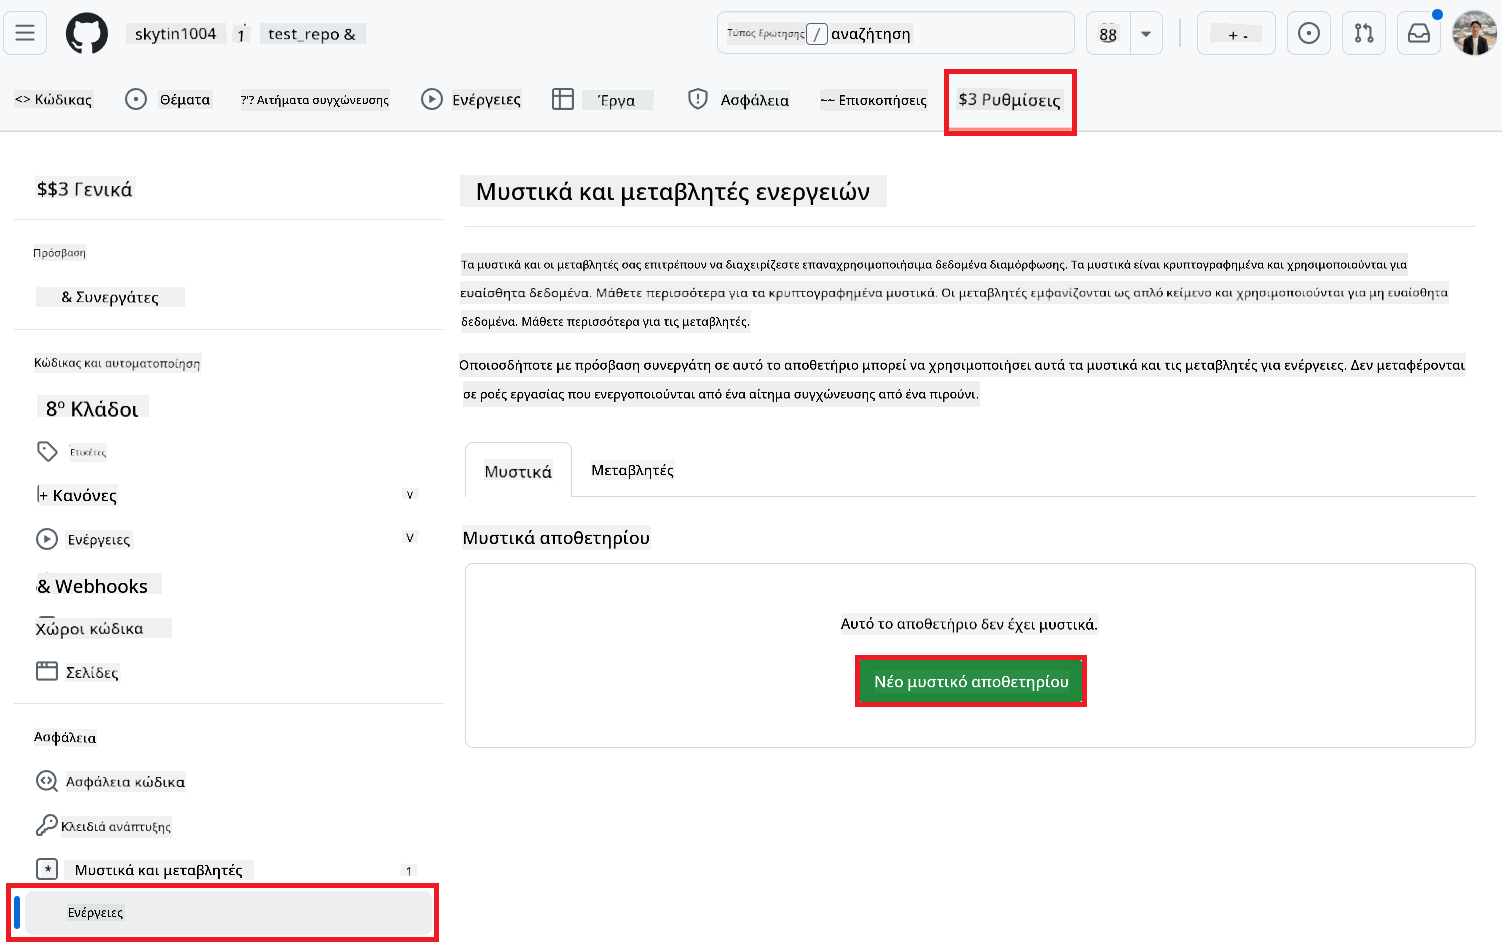 skytin1004 / test_repo & Τύπος Ερώτησης / αναζήτηση 88 + -
<> Κώδικας Θέματα ?'? Αιτήματα συγχώνευσης Ενέργειες Έργα Ασφάλεια ~~ Επισκοπήσεις $3 Ρυθμίσεις
$$3 Γενικά
Πρόσβαση
& Συνεργάτες
Κώδικας και αυτοματοποίηση
8º Κλάδοι
Ετικέτες
+ Κανόνες v
Ενέργειες V
& Webhooks
Χώροι κώδικα
Σελίδες
Ασφάλεια
Ασφάλεια κώδικα
Κλειδιά ανάπτυξης
* Μυστικά και μεταβλητές 1
Ενέργειες
Μυστικά και μεταβλητές ενεργειών
Τα μυστικά και οι μεταβλητές σας επιτρέπουν να διαχειρίζεστε επαναχρησιμοποιήσιμα δεδομένα διαμόρφωσης. Τα μυστικά είναι κρυπτογραφημένα και χρησιμοποιούνται για
ευαίσθητα δεδομένα. Μάθετε περισσότερα για τα κρυπτογραφημένα μυστικά. Οι μεταβλητές εμφανίζονται ως απλό κείμενο και χρησιμοποιούνται για μη ευαίσθητα
δεδομένα. Μάθετε περισσότερα για τις μεταβλητές.
Οποιοσδήποτε με πρόσβαση συνεργάτη σε αυτό το αποθετήριο μπορεί να χρησιμοποιήσει αυτά τα μυστικά και τις μεταβλητές για ενέργειες. Δεν μεταφέρονται
σε ροές εργασίας που ενεργοποιούνται από ένα αίτημα συγχώνευσης από ένα πιρούνι.
Μυστικά Μεταβλητές
Μυστικά αποθετηρίου
Αυτό το αποθετήριο δεν έχει μυστικά.
Νέο μυστικό αποθετηρίου